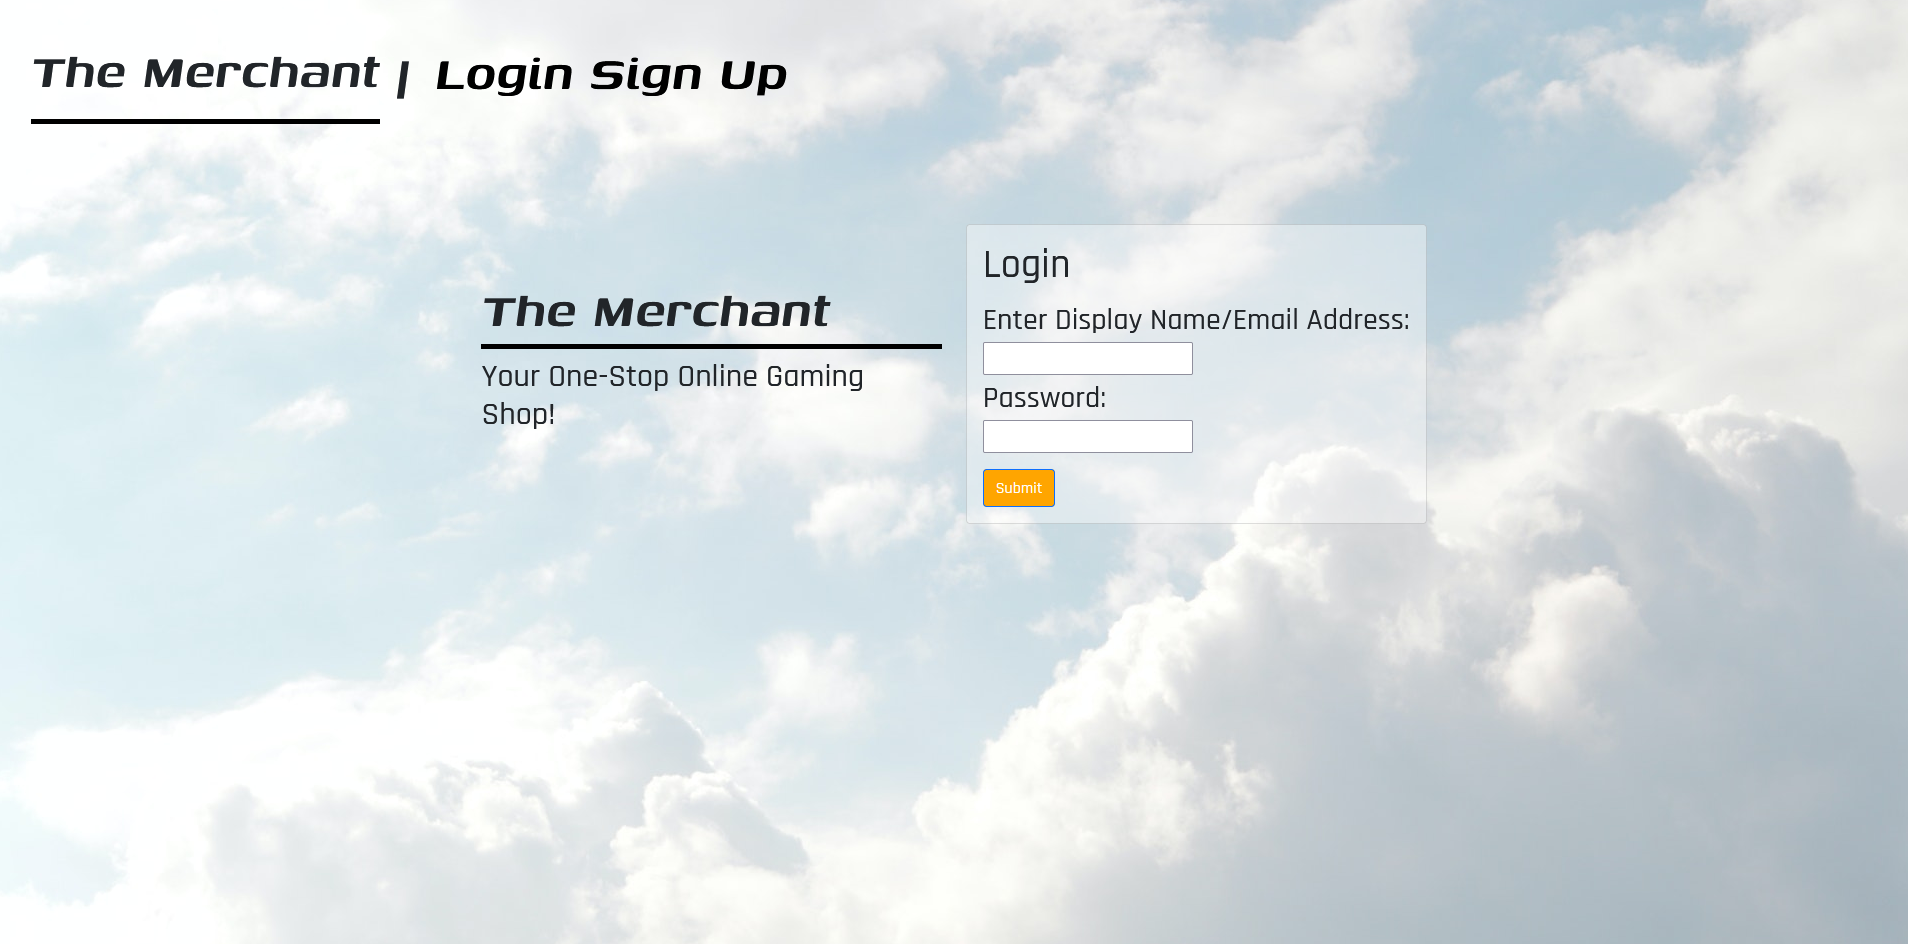 The Merchant | Login Sign Up
The Merchant
Your One-Stop Online Gaming
Shop!
Login
Enter Display Name/Email Address:
Password:
Submit